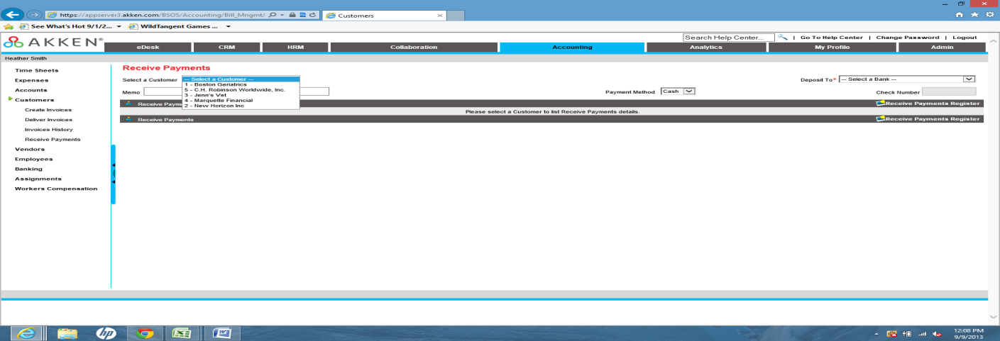 https://appserver3.akken.com/BSOS/Accounting/Bill_Mngmt/
Customers
See What's Hot 9/1/2...
WildTangent Games ...
AKKEN®
Search Help Center...
| Go To Help Center | Change Password | Logout
eDesk
CRM
HRM
Collaboration
Accounting
Analytics
My Profile
Admin
Heather Smith
Time Sheets
Expenses
Accounts
Customers
Create Invoices
Deliver Invoices
Invoices History
Receive Payments
Vendors
Employees
Banking
Assignments
Workers Compensation
Receive Payments
Select a Customer
-- Select a Customer --
1 - Boston Geriatrics
5 - C.H. Robinson Worldwide, Inc.
3 - Jenn's Vet
4 - Marquette Financial
2 - New Horizon Inc
Deposit To* -- Select a Bank --
Memo
Payment Method Cash
Check Number
Receive Paym
Receive Payments Register
Please select a Customer to list Receive Payments details.
Receive Payments
Receive Payments Register
hp
12:08 PM
9/9/2013